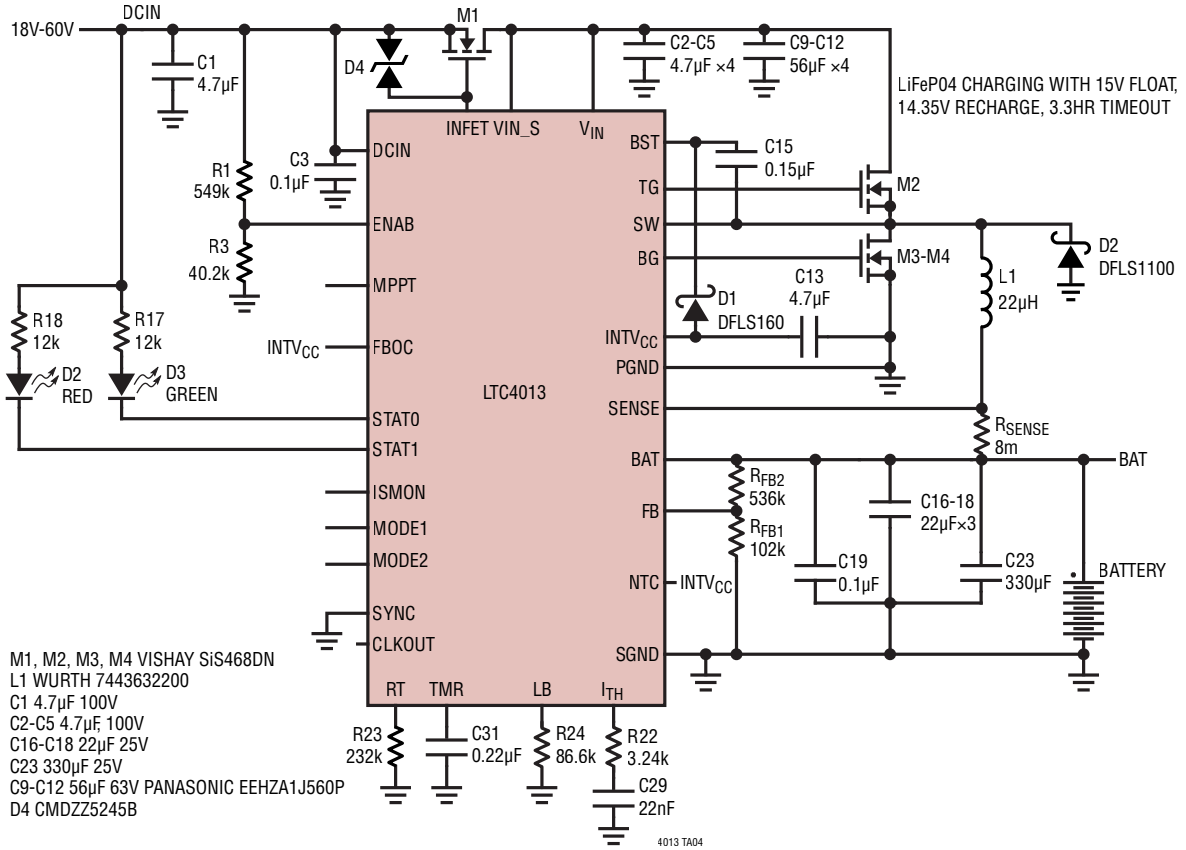 DCIN
18V-60V
M1
C1
4.7µF
D4
C2-C5
4.7µF ×4
C9-C12
56µF ×4
LiFeP04 CHARGING WITH 15V FLOAT,
14.35V RECHARGE, 3.3HR TIMEOUT
INFET VIN_S
VIN
DCIN
C3
0.1µF
R1
549k
ENAB
R3
40.2k
MPPT
R18
12k
R17
12k
INTVCC
FBOC
D2
RED
D3
GREEN
STAT0
STAT1
ISMON
MODE1
MODE2
SYNC
CLKOUT
LTC4013
BST
C15
0.15µF
TG
M2
SW
BG
M3-M4
D2
DFLS1100
L1
22µH
C13
4.7µF
D1
DFLS160
INTVCC
PGND
SENSE
RSENSE
8m
BAT
BAT
RFB2
536k
FB
RFB1
102k
C16-18
22µF×3
C19
0.1µF
C23
330µF
BATTERY
NTC
INTVCC
SGND
RT
TMR
LB
ITH
R23
232k
C31
0.22µF
R24
86.6k
R22
3.24k
C29
22nF
M1, M2, M3, M4 VISHAY SiS468DN
L1 WURTH 7443632200
C1 4.7µF 100V
C2-C5 4.7µF, 100V
C16-C18 22µF 25V
C23 330µF 25V
C9-C12 56µF 63V PANASONIC EEHZA1J560P
D4 CMDZZ5245B
4013 TA04